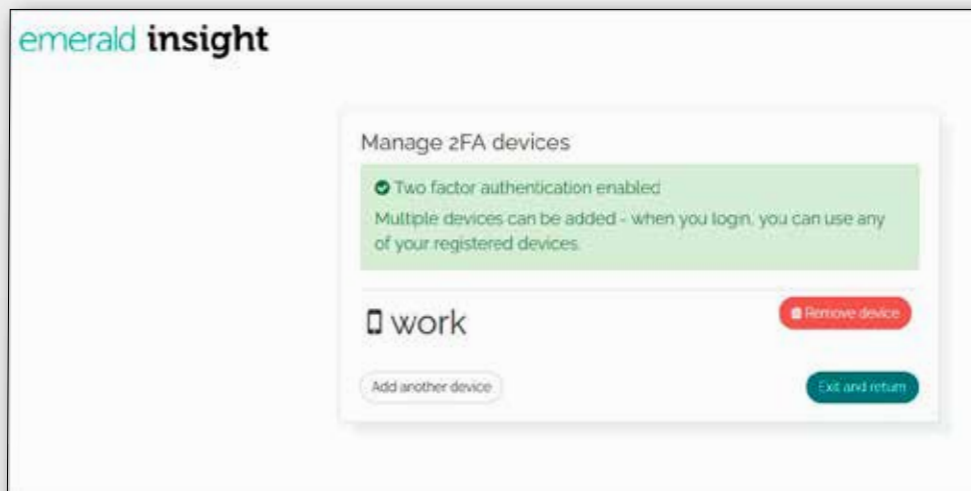 emerald insight
Manage 2FA devices
Two factor authentication enabled
Multiple devices can be added - when you login, you can use any
of your registered devices.
work
Remove device
Add another device
Exit and return